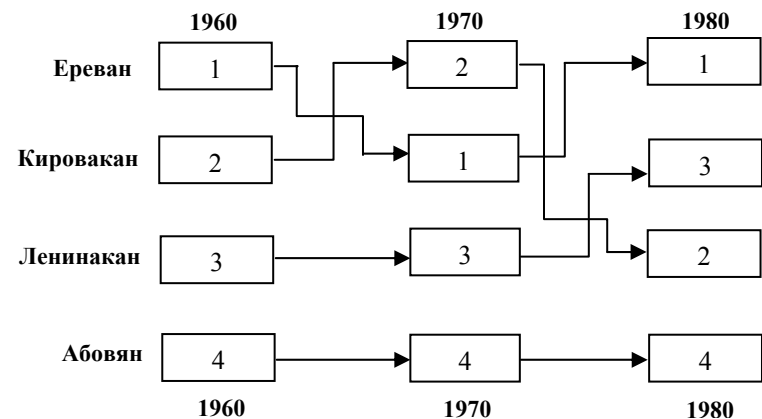 1960 1970 1980
Ереван 1 2 1
Кировакан 2 1 3
Ленинакан 3 3 2
Абовян 4 4 4
1960 1970 1980